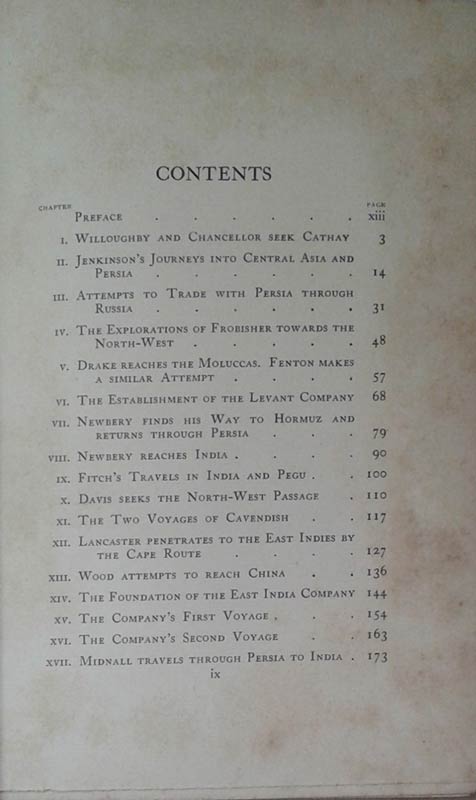 CONTENTS
CHAPTER PAGE
PREFACE . . . . . . xiii
I. WILLOUGHBY AND CHANCELLOR SEEK CATHAY 3
II. JENKINSON'S JOURNEYS INTO CENTRAL ASIA AND
PERSIA . . . . . . 14
III. ATTEMPTS TO TRADE WITH PERSIA THROUGH
RUSSIA . . . . . . 31
IV. THE EXPLORATIONS OF FROBISHER TOWARDS THE
NORTH-WEST . . . . . 48
V. DRAKE REACHES THE MOLUCCAS. FENTON MAKES
A SIMILAR ATTEMPT . . . . 57
VI. THE ESTABLISHMENT OF THE LEVANT COMPANY 68
VII. NEWBERY FINDS HIS WAY TO HORMUZ AND
RETURNS THROUGH PERSIA . . . 79
VIII. NEWBERY REACHES INDIA . . . . 90
IX. FITCH'S TRAVELS IN INDIA AND PEGU . . 100
X. DAVIS SEEKS THE NORTH-WEST PASSAGE . 110
XI. THE TWO VOYAGES OF CAVENDISH . . 117
XII. LANCASTER PENETRATES TO THE EAST INDIES BY
THE CAPE ROUTE . . . . 127
XIII. WOOD ATTEMPTS TO REACH CHINA . . 136
XIV. THE FOUNDATION OF THE EAST INDIA COMPANY 144
XV. THE COMPANY'S FIRST VOYAGE . . . 154
XVI. THE COMPANY'S SECOND VOYAGE . . 163
XVII. MIDNALL TRAVELS THROUGH PERSIA TO INDIA . 173
ix